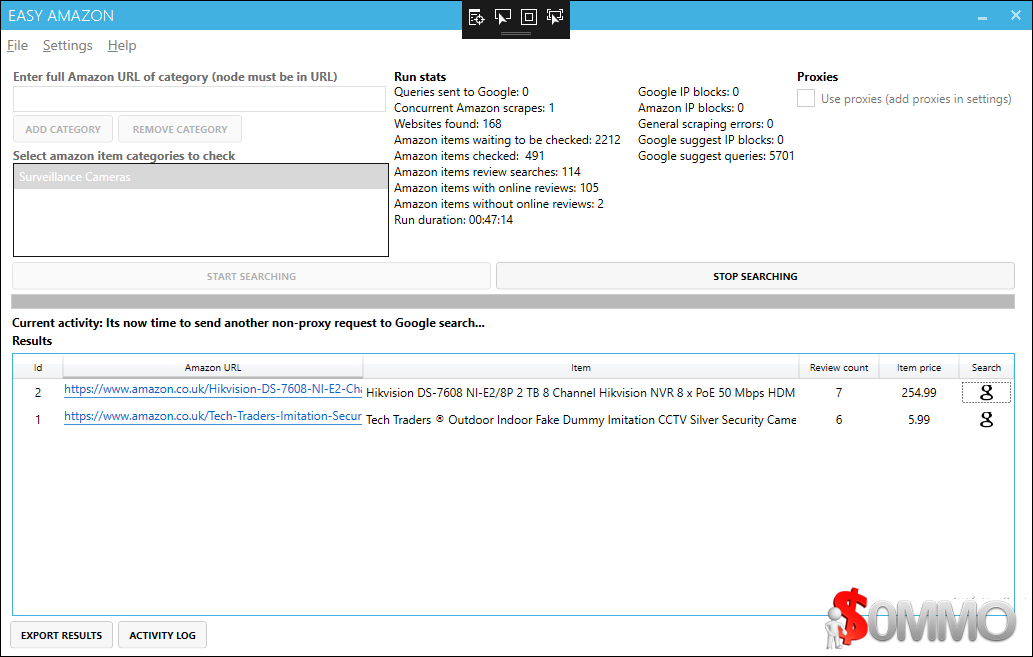 EASY AMAZON
File Settings Help
Enter full Amazon URL of category (node must be in URL)
ADD CATEGORY REMOVE CATEGORY
Select amazon item categories to check
Surveillance Cameras
Run stats
Queries sent to Google: 0
Concurrent Amazon scrapes: 1
Websites found: 168
Amazon items waiting to be checked: 2212
Amazon items checked: 491
Amazon items review searches: 114
Amazon items with online reviews: 105
Amazon items without online reviews: 2
Run duration: 00:47:14
Google IP blocks: 0
Amazon IP blocks: 0
General scraping errors: 0
Google suggest IP blocks: 0
Google suggest queries: 5701
Proxies
Use proxies (add proxies in settings)
START SEARCHING STOP SEARCHING
Current activity: Its now time to send another non-proxy request to Google search...
Results
Id Amazon URL Item Review count Item price Search
2 https://www.amazon.co.uk/Hikvision-DS-7608-NI-E2-Cha Hikvision DS-7608 NI-E2/8P 2 TB 8 Channel Hikvision NVR 8 x PoE 50 Mbps HDM 7 254.99 g
1 https://www.amazon.co.uk/Tech-Traders-Imitation-Secur Tech Traders ® Outdoor Indoor Fake Dummy Imitation CCTV Silver Security Came 6 5.99 g
EXPORT RESULTS ACTIVITY LOG
$OMMO